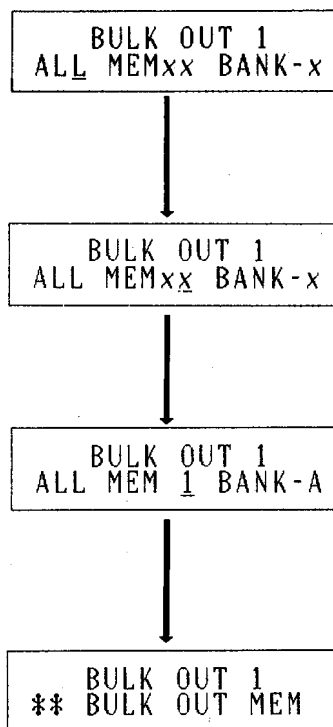 BULK OUT 1
ALL MEMxx BANK-x
BULK OUT 1
ALL MEMxx BANK-x
BULK OUT 1
ALL MEM 1 BANK-A
BULK OUT 1
** BULK OUT MEM